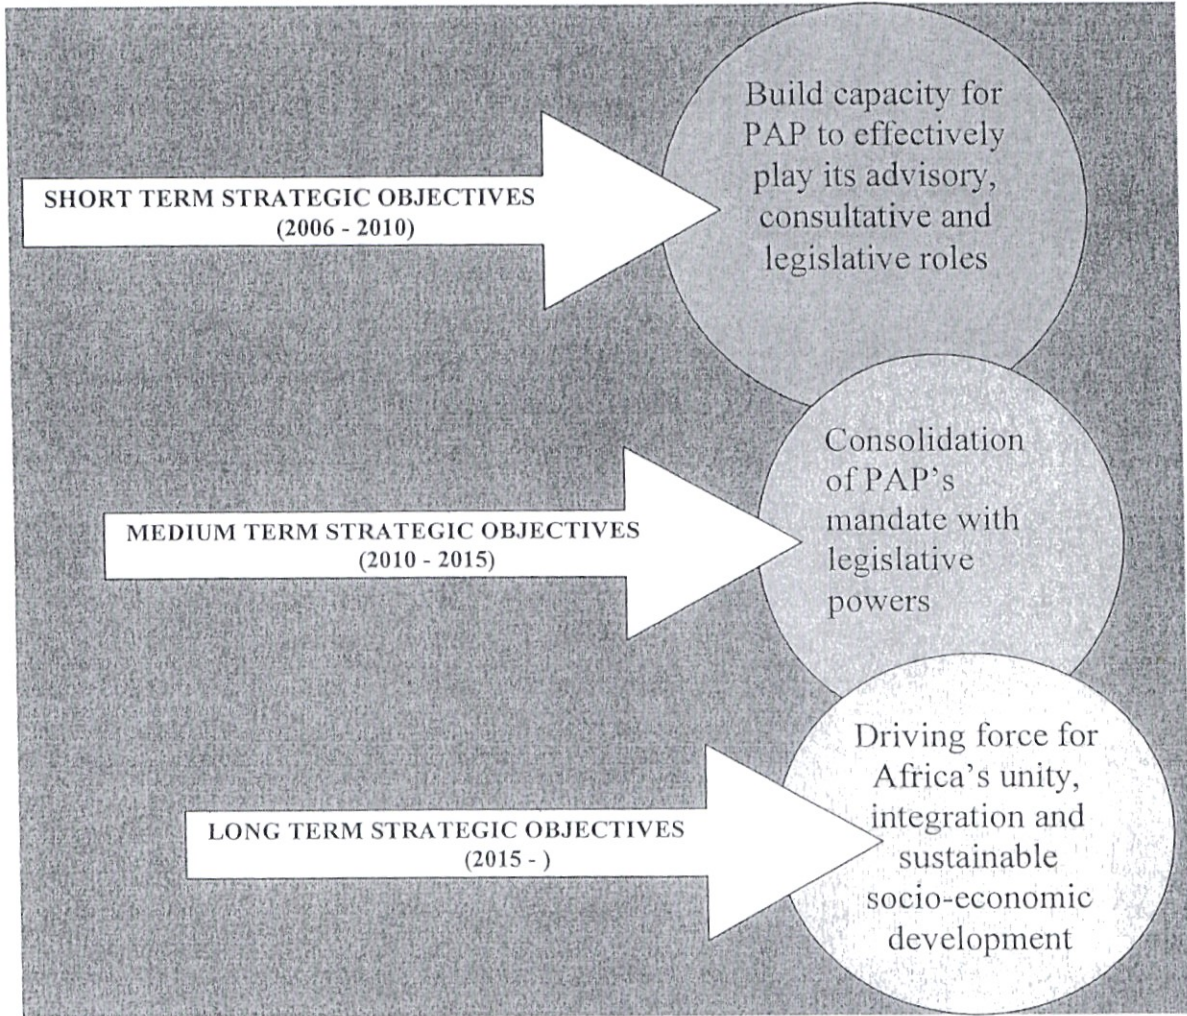 SHORT TERM STRATEGIC OBJECTIVES
(2006 - 2010)
Build capacity for
PAP to effectively
play its advisory,
consultative and
legislative roles
MEDIUM TERM STRATEGIC OBJECTIVES
(2010 - 2015)
Consolidation
of PAP's
mandate with
legislative
powers
LONG TERM STRATEGIC OBJECTIVES
(2015 - )
Driving force for
Africa's unity,
integration and
sustainable
socio-economic
development